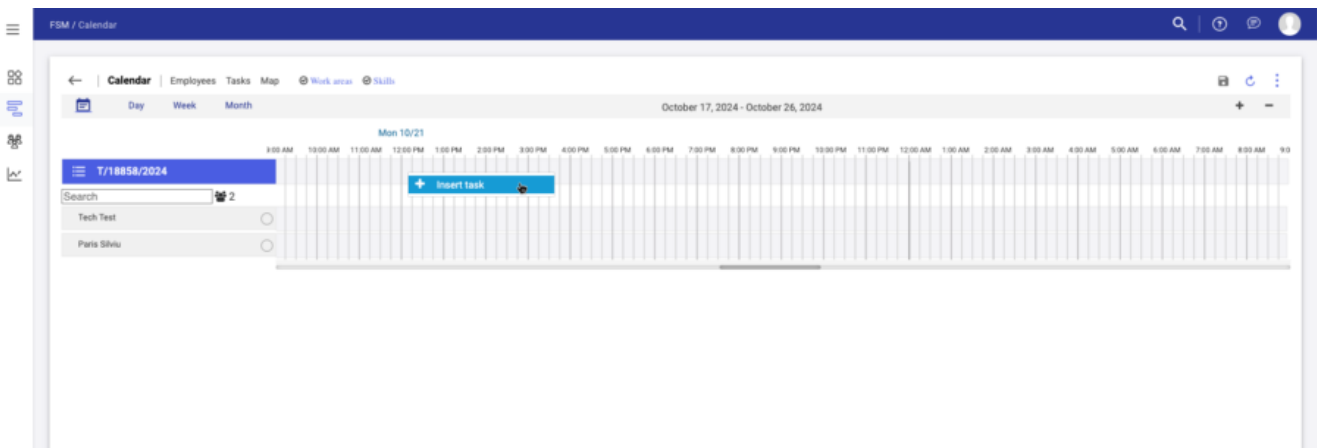 FSM / Calendar
Calendar Employees Tasks Map Work areas Skills
Day Week Month October 17, 2024 - October 26, 2024 + -
Mon 10/21
10:00 AM 11:00 AM 12:00 PM 1:00 PM 2:00 PM 3:00 PM 4:00 PM 5:00 PM 6:00 PM 7:00 PM 8:00 PM 9:00 PM 10:00 PM 11:00 PM 12:00 AM 1:00 AM 2:00 AM 3:00 AM 4:00 AM 5:00 AM 6:00 AM 7:00 AM 8:00 AM
T/18858/2024
+ Insert task
Search 2
Tech Test
Paris Silviu